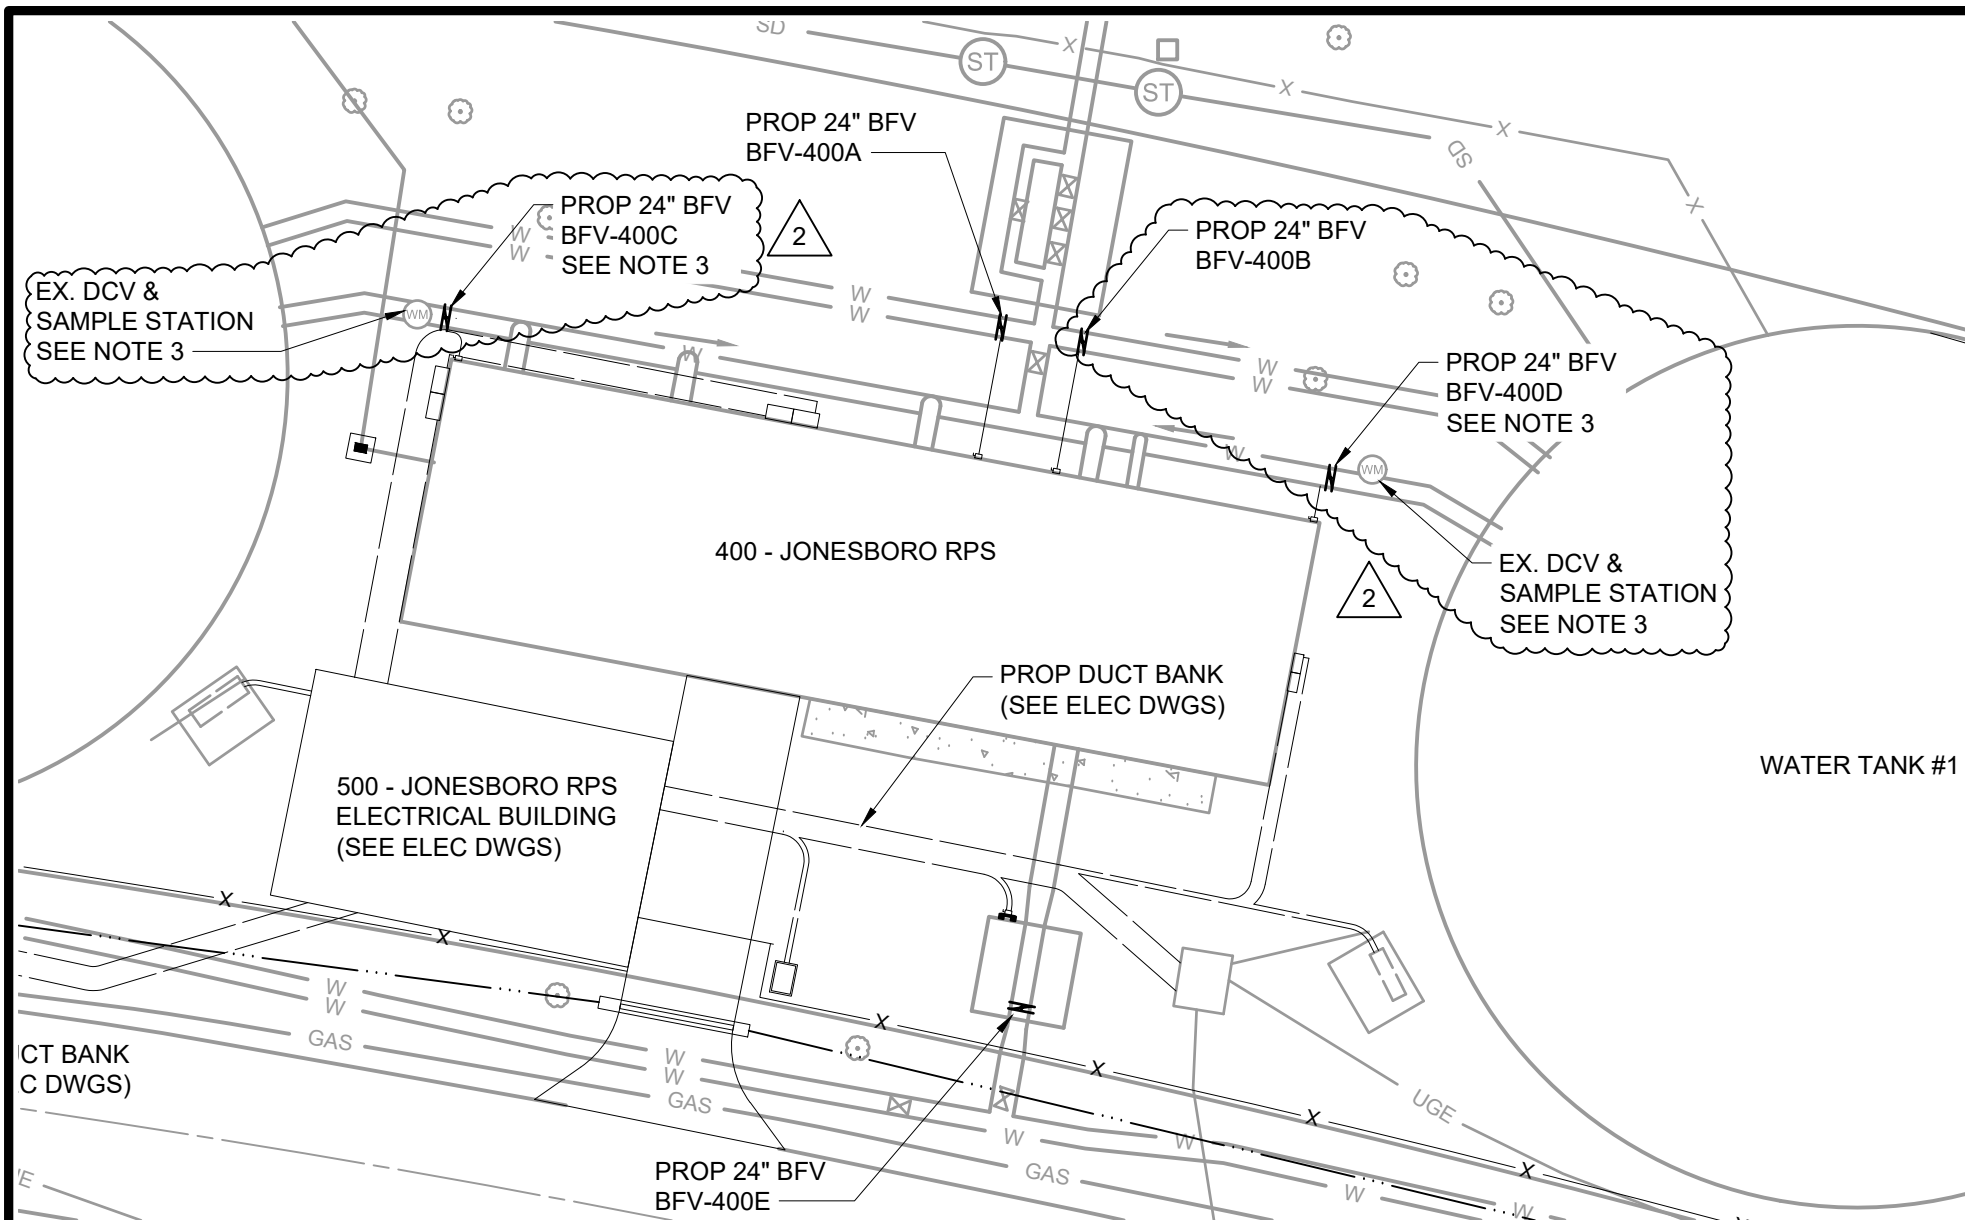 SD
ST
X
ST
X
X
SD
X
PROP 24" BFV
BFV-400A
PROP 24" BFV
BFV-400C
SEE NOTE 3
2
PROP 24" BFV
BFV-400B
W
W
EX. DCV &
SAMPLE STATION
SEE NOTE 3
WM
W
W
W
W
W
PROP 24" BFV
BFV-400D
SEE NOTE 3
W
WM
400 - JONESBORO RPS
EX. DCV &
SAMPLE STATION
SEE NOTE 3
2
PROP DUCT BANK
(SEE ELEC DWGS)
WATER TANK #1
500 - JONESBORO RPS
ELECTRICAL BUILDING
(SEE ELEC DWGS)
X
X
W
W
GAS
X
CT BANK
C DWGS)
W
W
GAS
X
UGE
X
W
W
GAS
X
W
W
PROP 24" BFV
BFV-400E
E